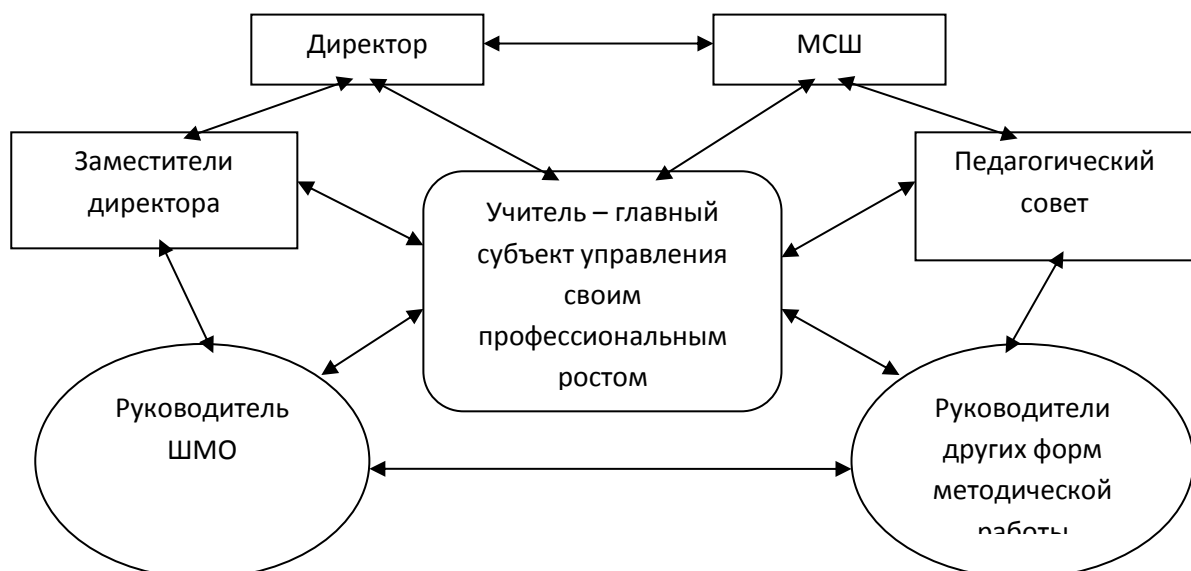 Директор
МСШ
Заместители
директора
Педагогический
совет
Учитель – главный
субъект управления
своим
профессиональным
ростом
Руководитель
ШМО
Руководители
других форм
методической
работы